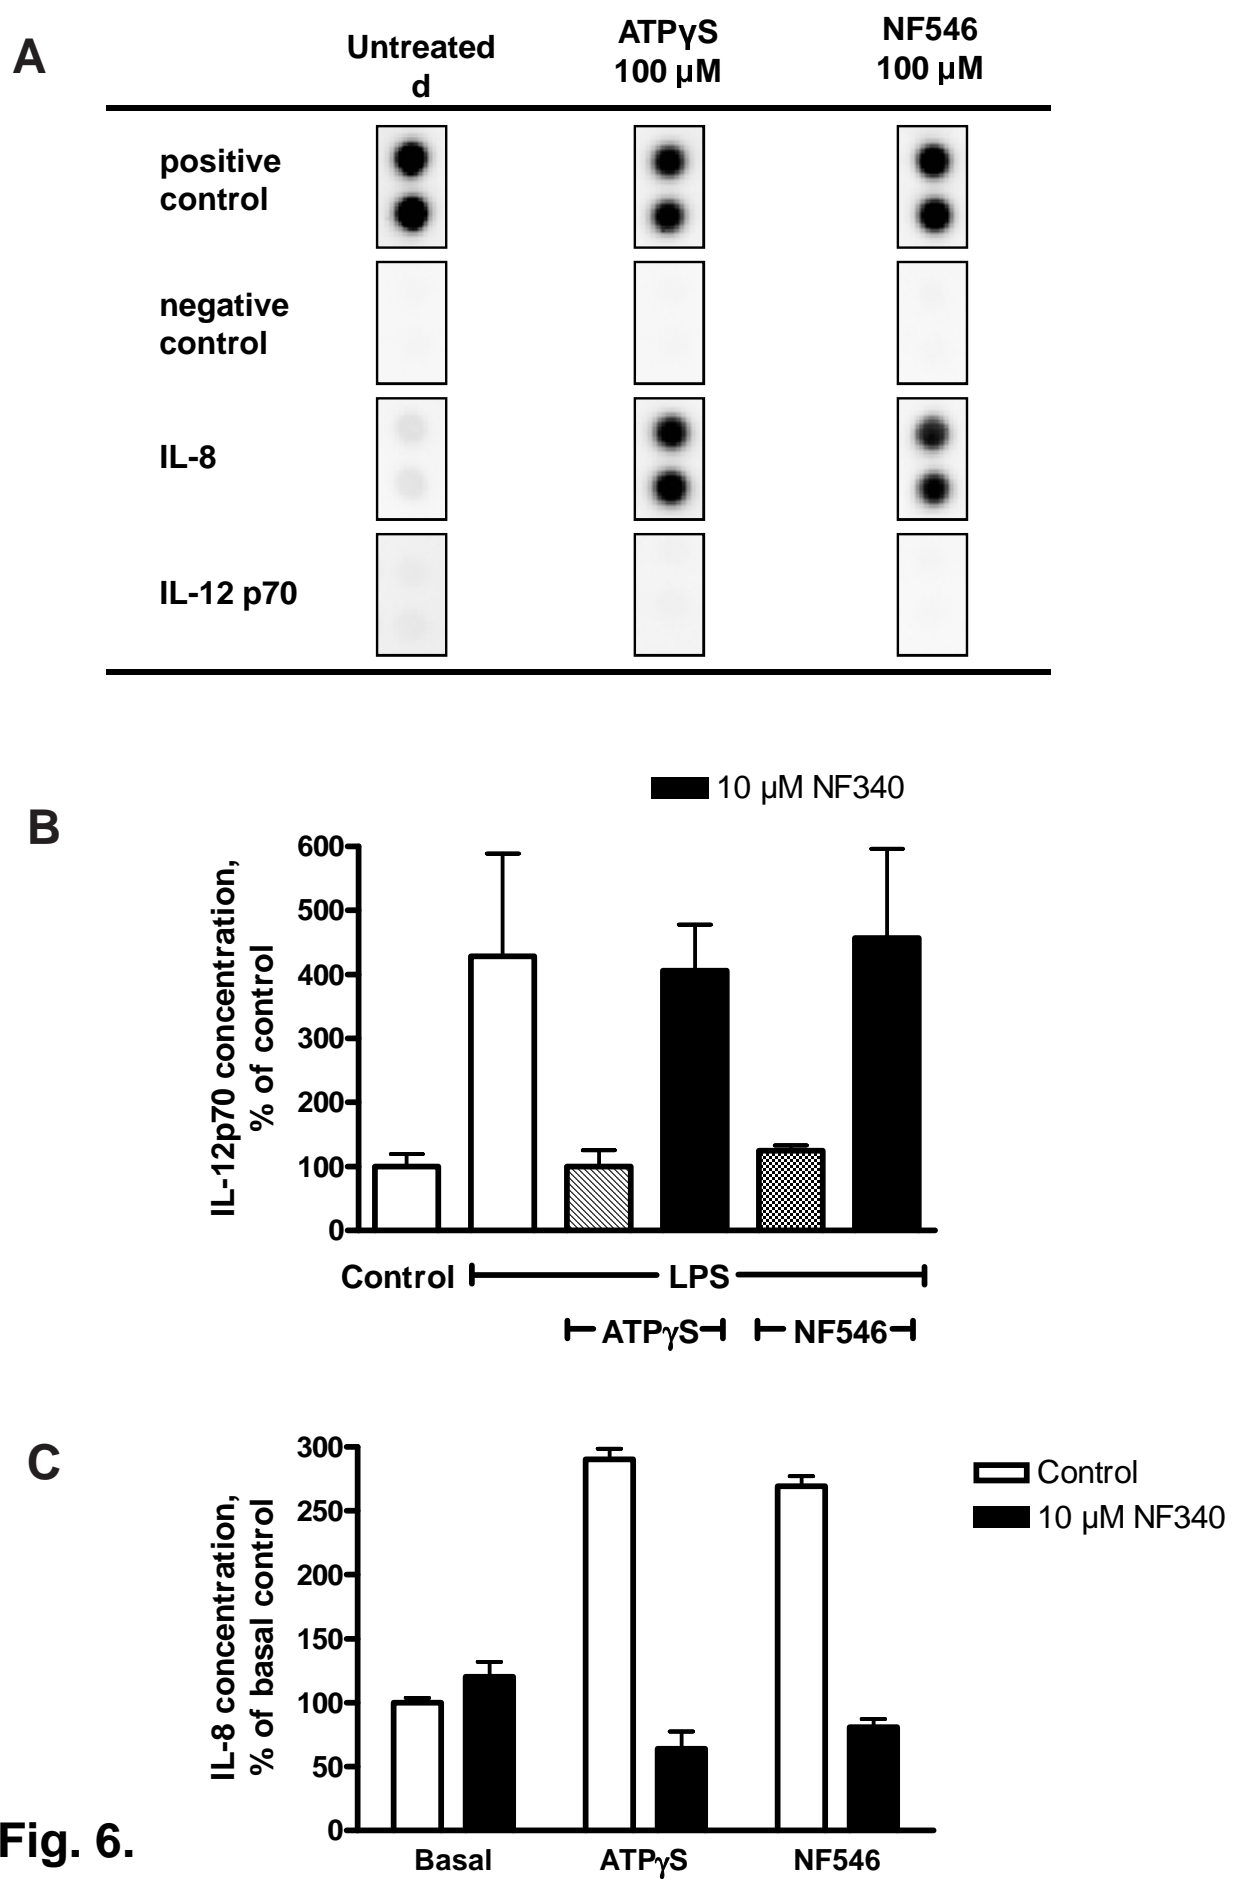 A
Untreated
d
ATPγS
100 µM
NF546
100 µM
positive
control
negative
control
IL-8
IL-12 p70
B
10 µM NF340
IL-12p70 concentration,
% of control
600
500
400
300
200
100
0
Control
LPS
ATPγS
NF546
C
Control
10 µM NF340
IL-8 concentration,
% of basal control
300
250
200
150
100
50
0
Basal
ATPγS
NF546
Fig. 6.